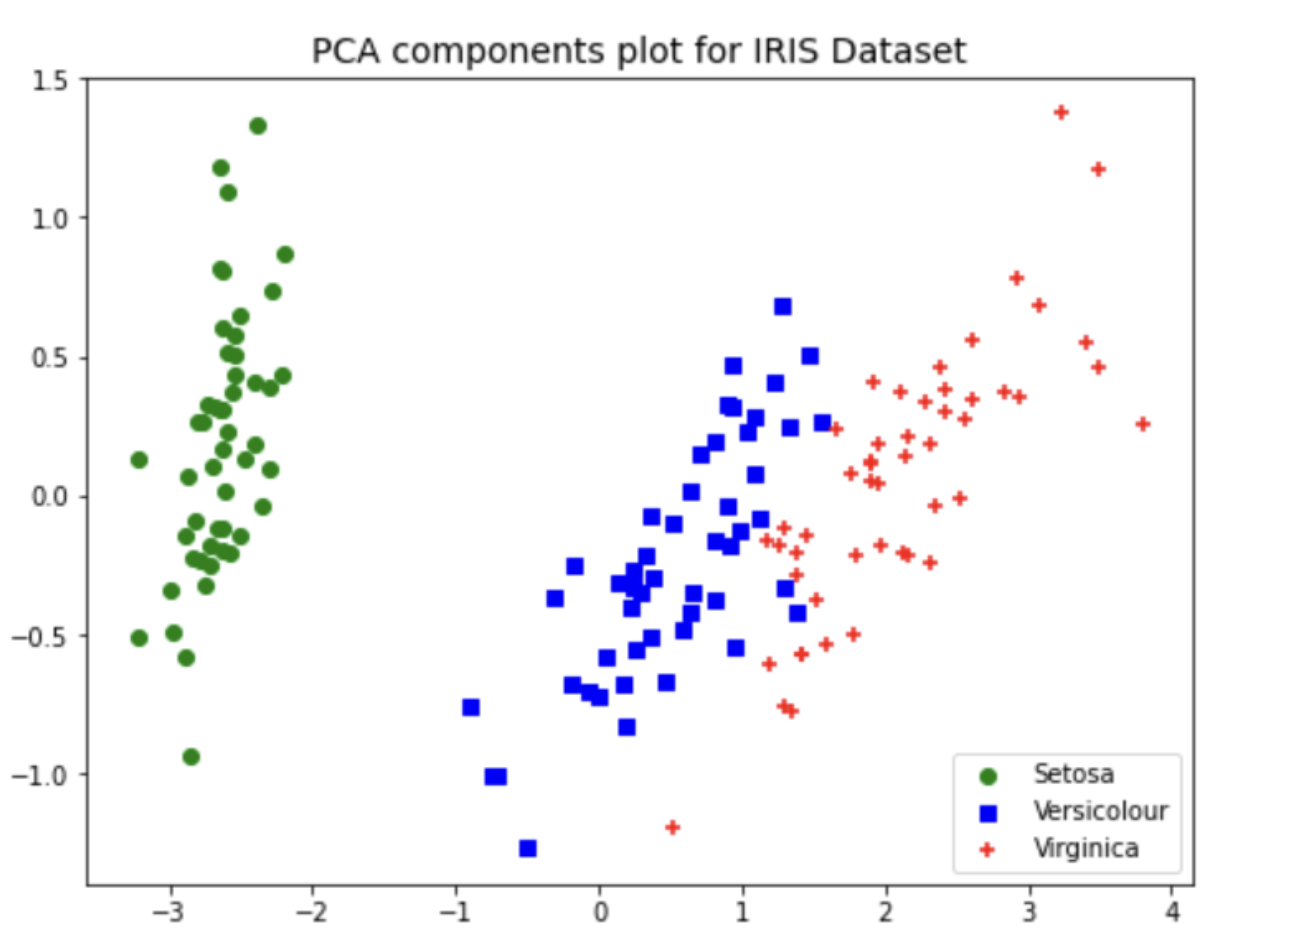 PCA components plot for IRIS Dataset
1.5
1.0
0.5
0.0
−0.5
−1.0
−3 −2 −1 0 1 2 3 4
Setosa
Versicolour
Virginica